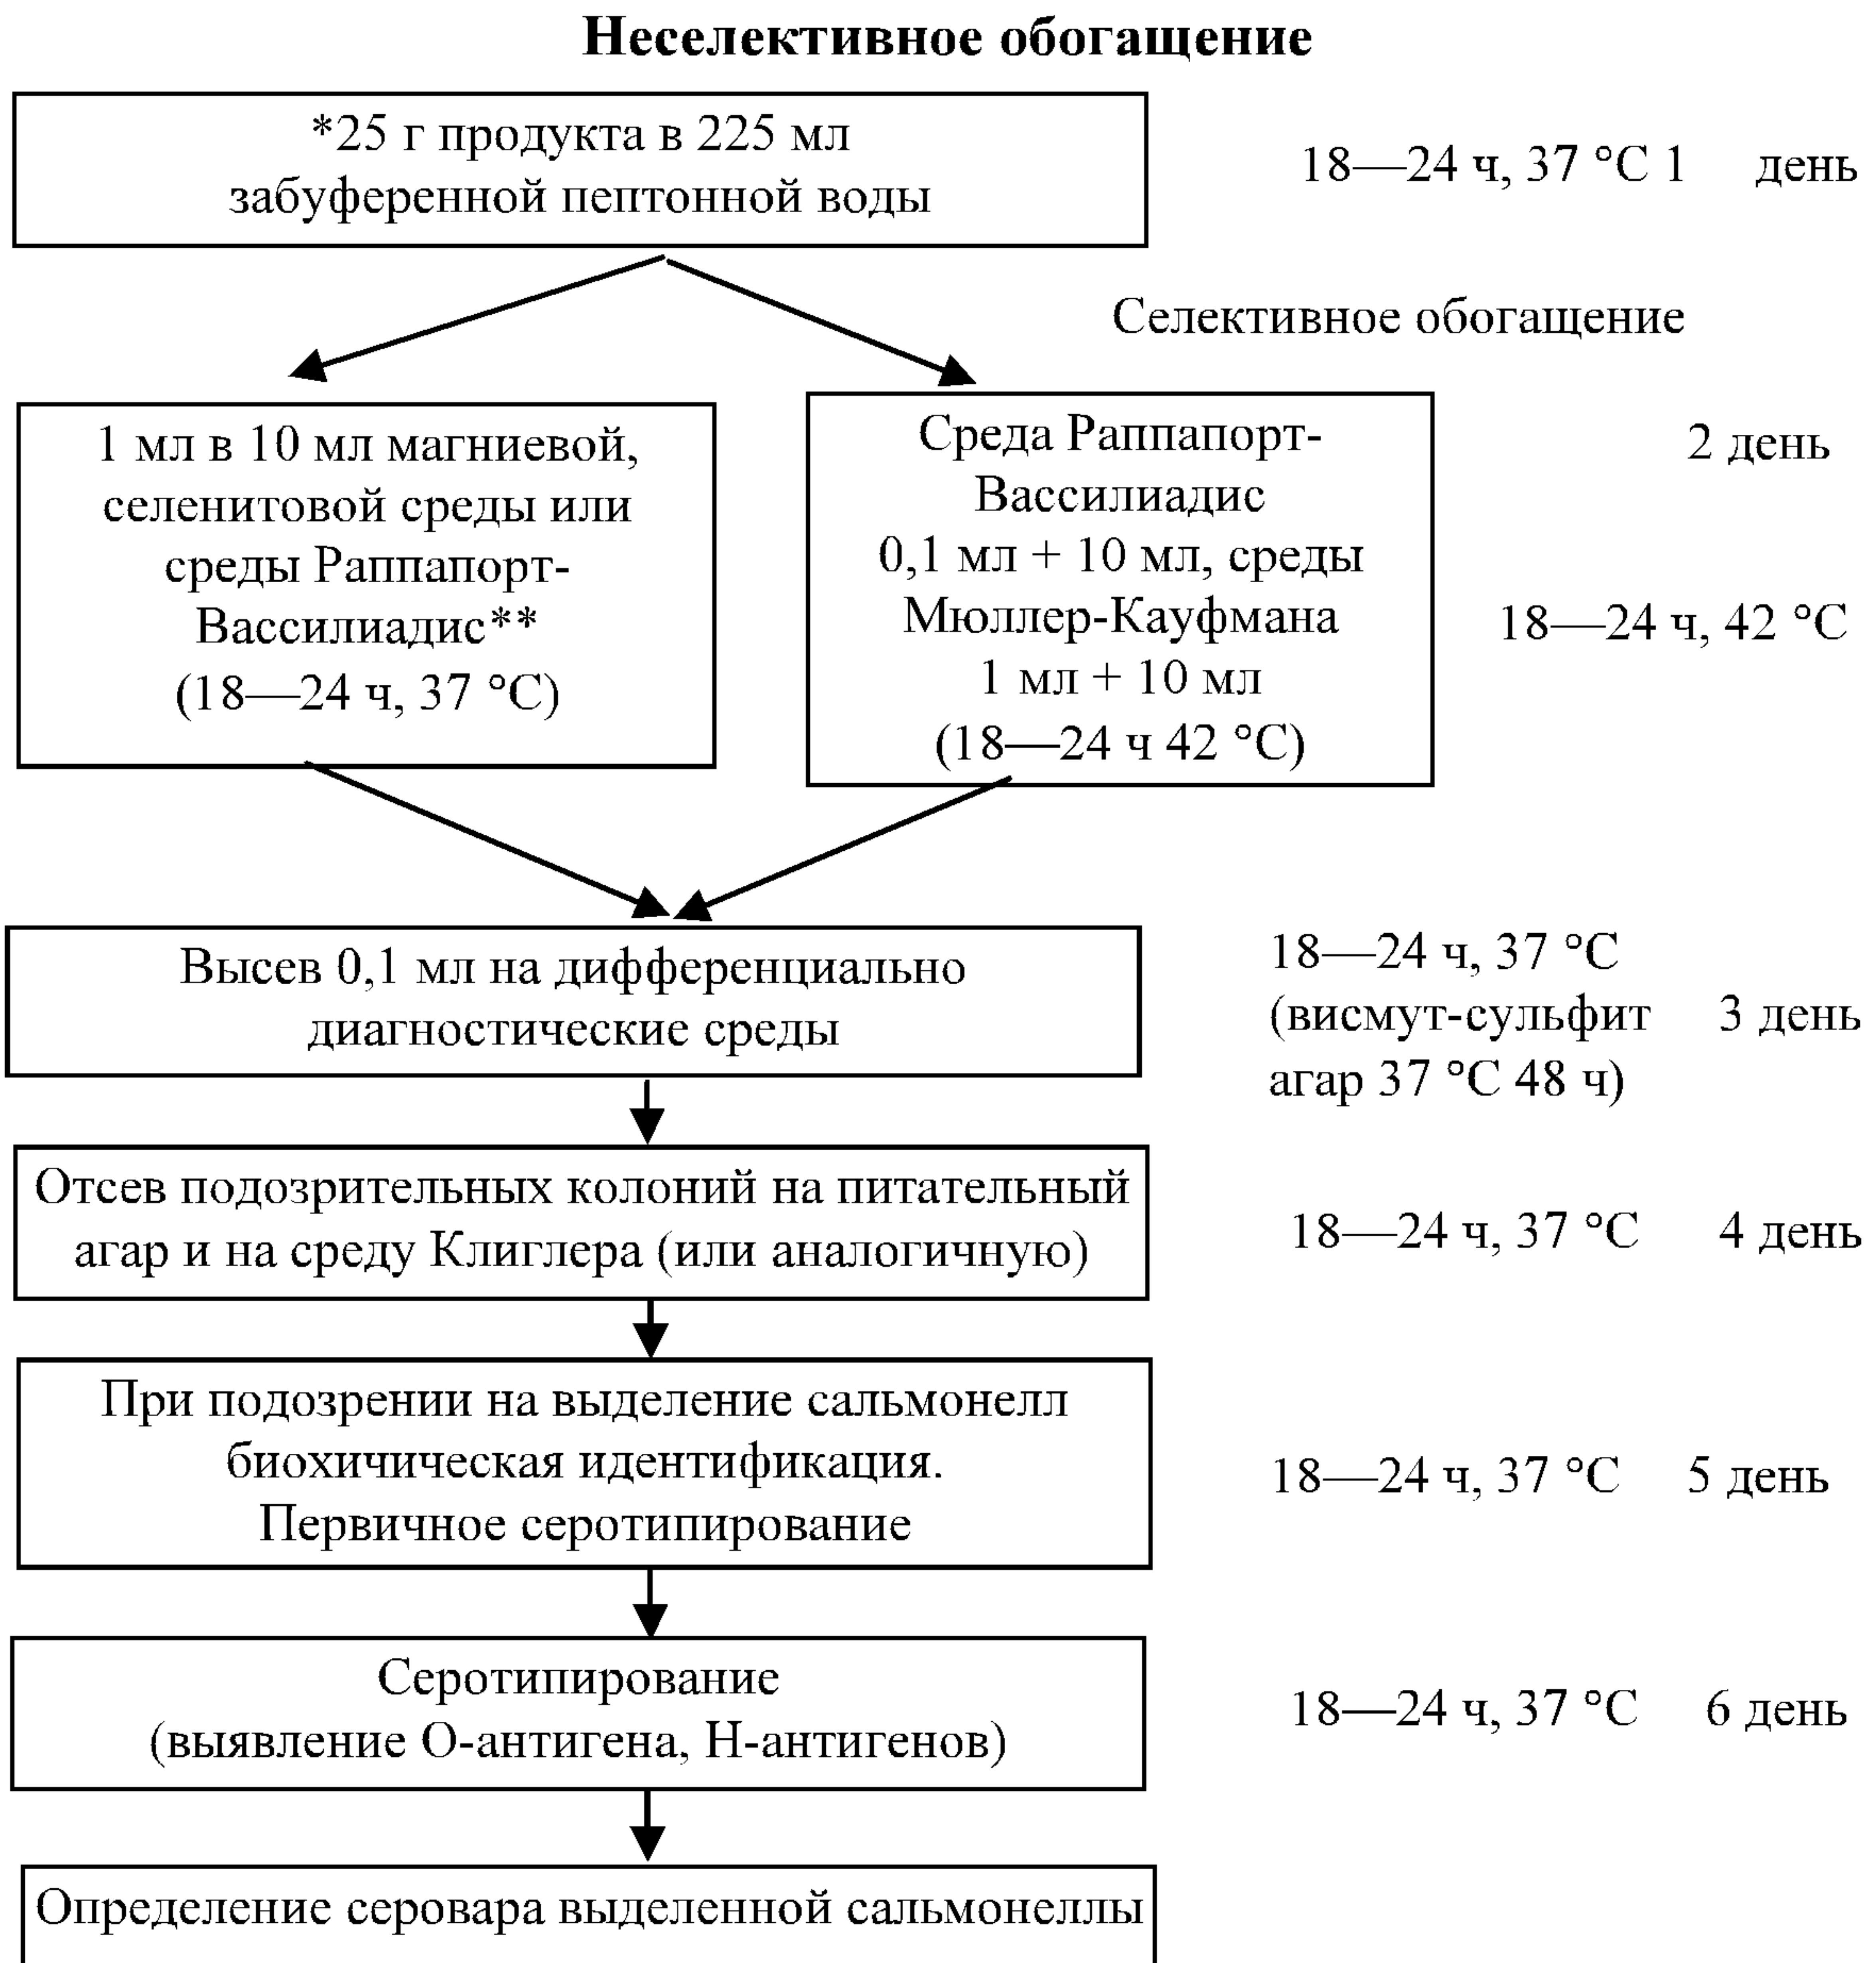 Неселективное обогащение
*25 г продукта в 225 мл
забуференной пептонной воды
18—24 ч, 37 °С 1 день
Селективное обогащение
1 мл в 10 мл магниевой,
селенитовой среды или
среды Раппапорт-
Вассилиадис**
(18—24 ч, 37 °С)
Среда Раппапорт-
Вассилиадис
0,1 мл + 10 мл, среды
Мюллер-Кауфмана
1 мл + 10 мл
(18—24 ч 42 °С)
2 день
18—24 ч, 42 °С
Высев 0,1 мл на дифференциально
диагностические среды
18—24 ч, 37 °С
(висмут-сульфит 3 день
агар 37 °С 48 ч)
Отсев подозрительных колоний на питательный
агар и на среду Клиглера (или аналогичную)
18—24 ч, 37 °С 4 день
При подозрении на выделение сальмонелл
биохичическая идентификация.
Первичное серотипирование
18—24 ч, 37 °С 5 день
Серотипирование
(выявление О-антигена, Н-антигенов)
18—24 ч, 37 °С 6 день
Определение серовара выделенной сальмонеллы